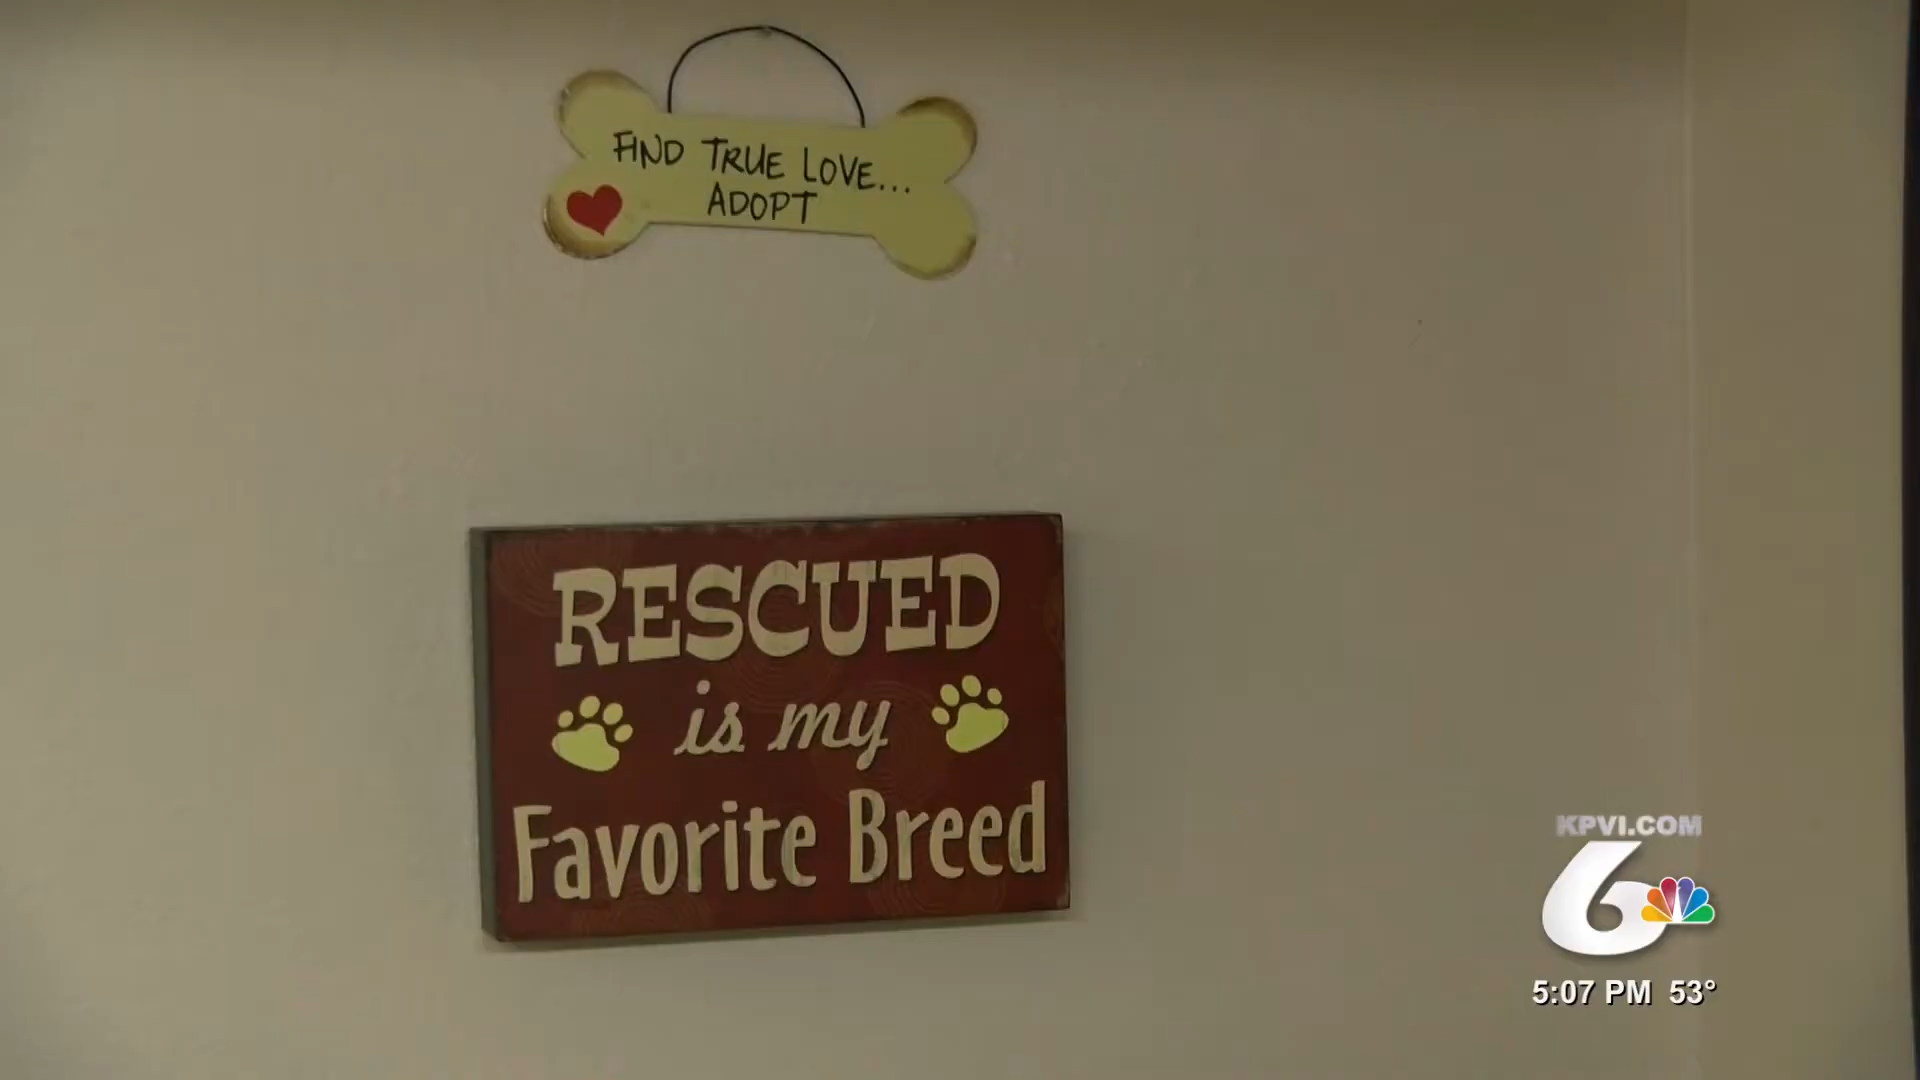 FIND TRUE LOVE...
ADOPT
RESCUED
is my
Favorite Breed
KPVI.COM
6
5:07 PM 53°